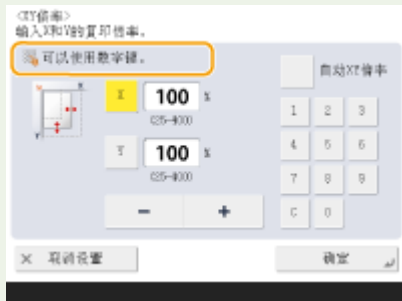 <XY倍率>
输入X和Y的复印倍率。
可以使用数字键。
自动XY倍率
X 100 %
(25-400)
Y 100 %
(25-400)
- +
1 2 3
4 5 6
7 8 9
C 0
× 取消设置
确定